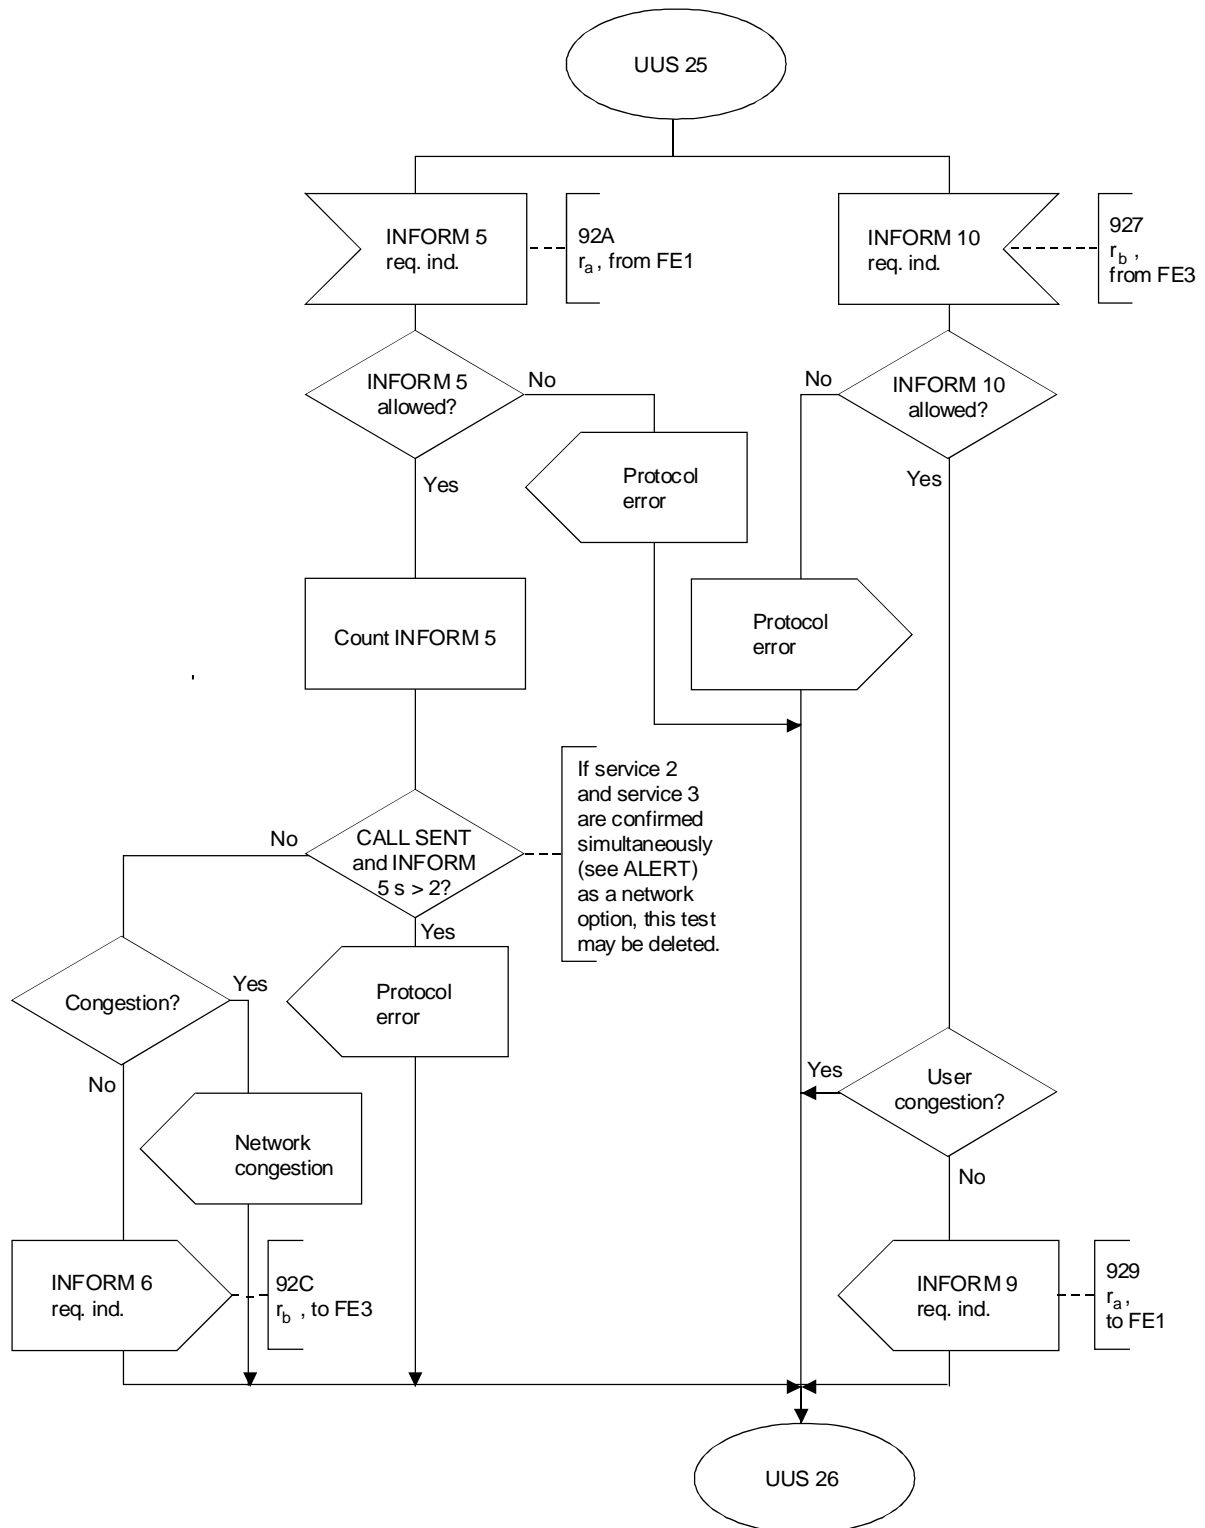 UUS 25
INFORM 5
req. ind.
92A
ra , from FE1
INFORM 10
req. ind.
927
rb ,
from FE3
INFORM 5
allowed?
No
Yes
No
INFORM 10
allowed?
Yes
Protocol
error
Count INFORM 5
Protocol
error
No
CALL SENT
and INFORM
5 s > 2?
Yes
If service 2
and service 3
are confirmed
simultaneously
(see ALERT)
as a network
option, this test
may be deleted.
Congestion?
Yes
No
Protocol
error
Yes
User
congestion?
No
Network
congestion
INFORM 6
req. ind.
92C
rb , to FE3
INFORM 9
req. ind.
929
ra,
to FE1
UUS 26